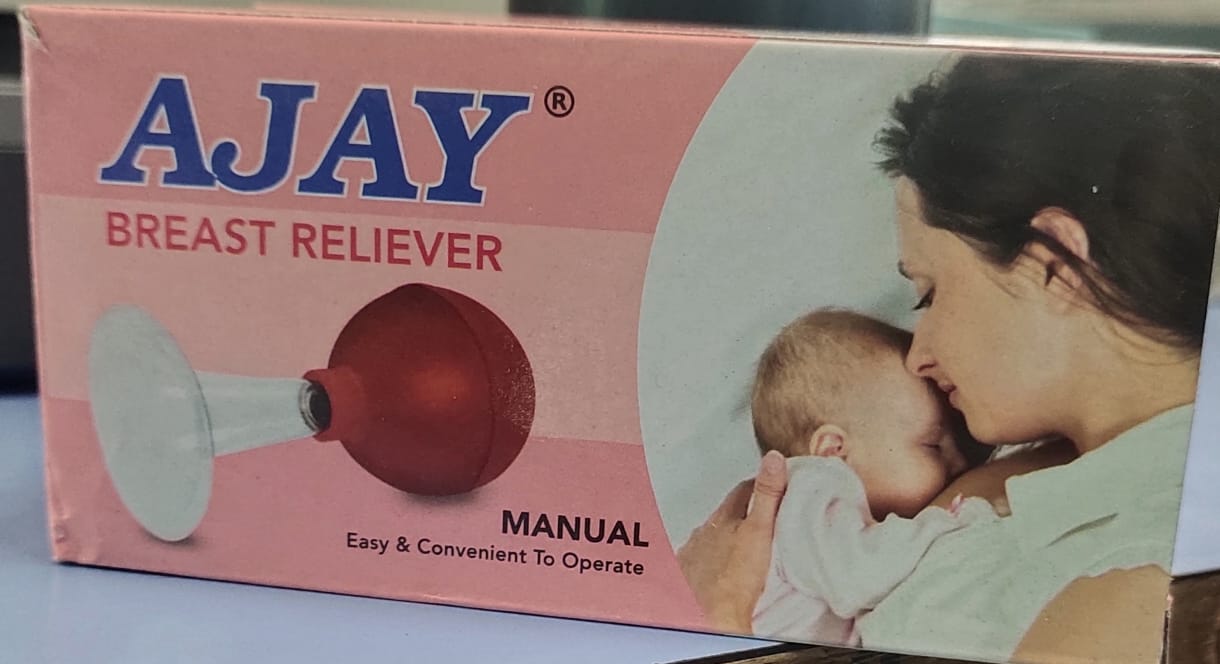 AJAY®
BREAST RELIEVER
MANUAL
Easy & Convenient To Operate